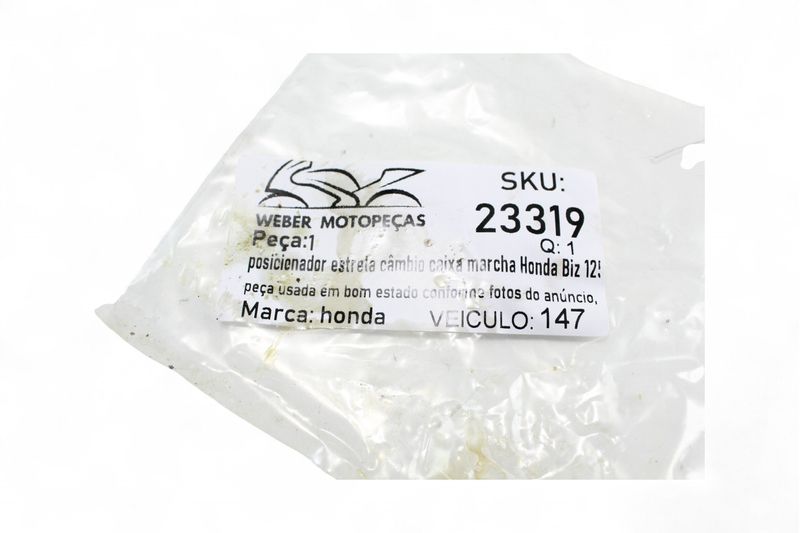 WEBER MOTOPEÇAS
SKU:
23319
Peça:1
Q: 1
posicionador estrela câmbio caixa marcha Honda Biz 125
peça usada em bom estado conforme fotos do anúncio,
Marca: honda
VEICULO: 147